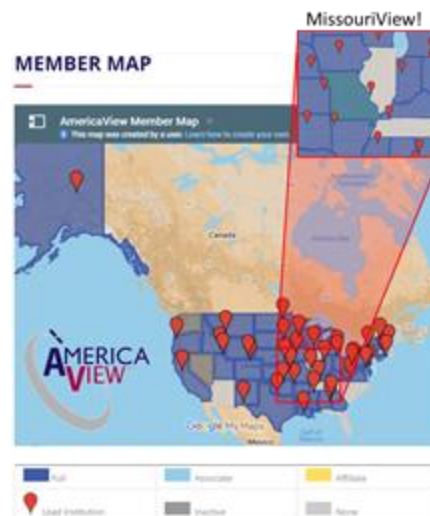 MissouriView!
MEMBER MAP
AmericaView Member Map
This map was created by a user. Learn how to create your own.
Canada
AMERICA
VIEW
Google My Maps
Mexico
Full
Associate
Affiliate
Lead Institution
Inactive
None